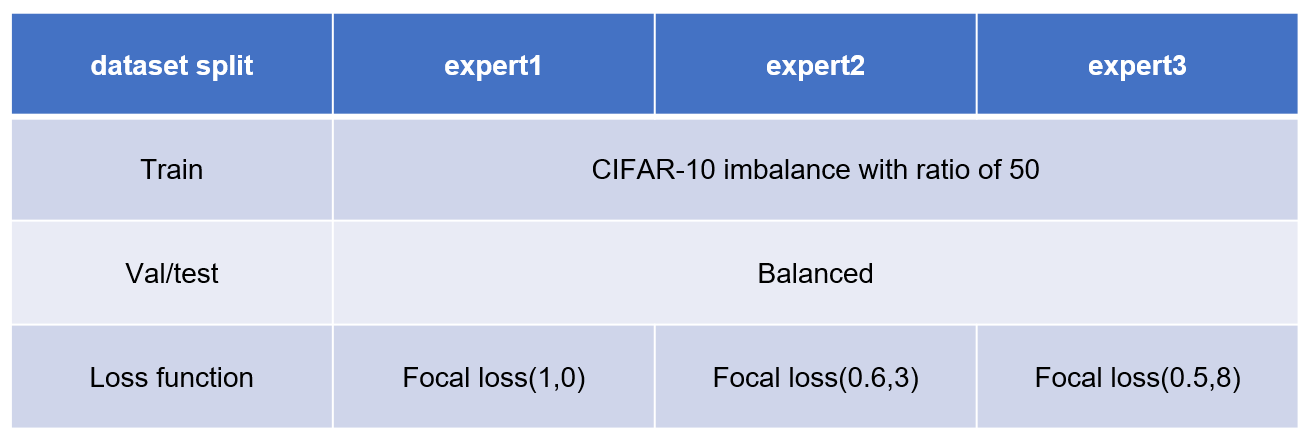 dataset split expert1 expert2 expert3
Train CIFAR-10 imbalance with ratio of 50
Val/test Balanced
Loss function Focal loss(1,0) Focal loss(0.6,3) Focal loss(0.5,8)